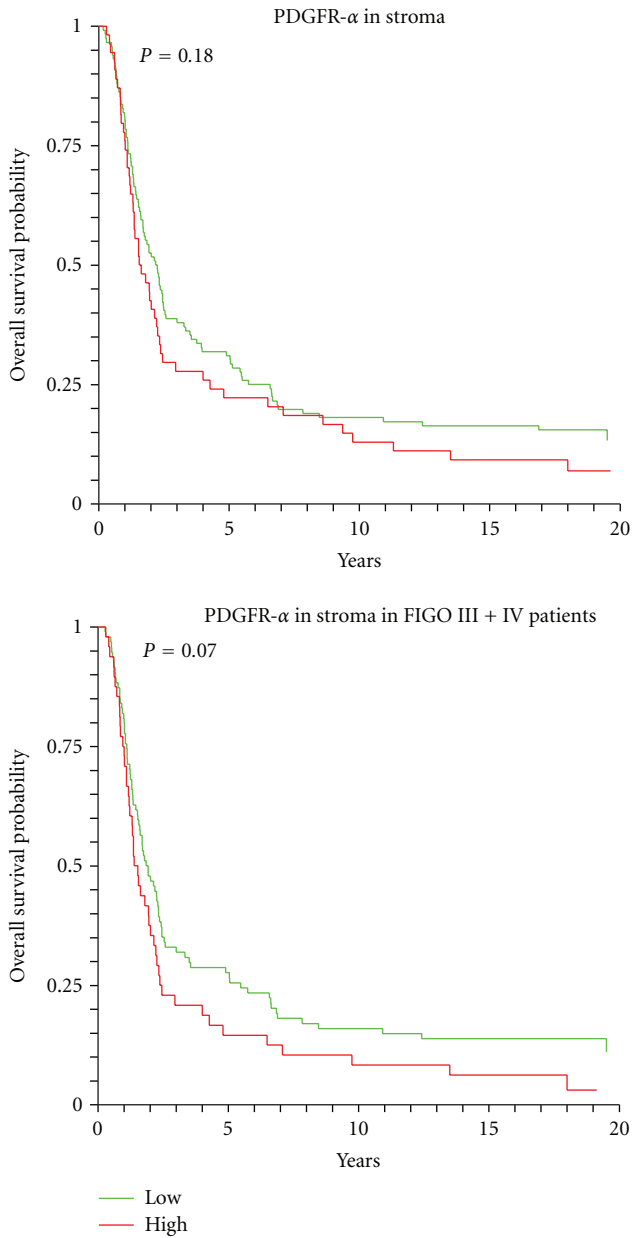 PDGFR-α in stroma
P = 0.18
Overall survival probability
1
0.75
0.5
0.25
0
0 5 10 15 20
Years
PDGFR-α in stroma in FIGO III + IV patients
P = 0.07
Overall survival probability
1
0.75
0.5
0.25
0
0 5 10 15 20
Years
Low
High